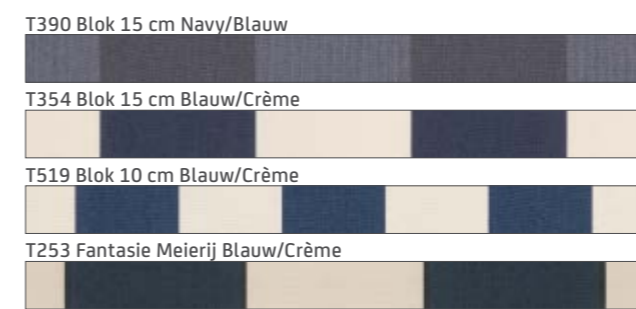 T390 Blok 15 cm Navy/Blauw
T354 Blok 15 cm Blauw/Crème
T519 Blok 10 cm Blauw/Crème
T253 Fantasie Meierij Blauw/Crème